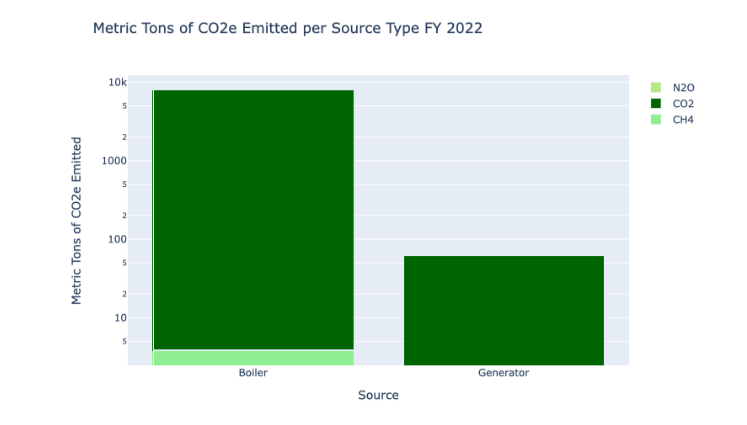 Metric Tons of CO2e Emitted per Source Type FY 2022
N2O
CO2
CH4
Metric Tons of CO2e Emitted
10k
5
2
1000
5
2
100
5
2
10
5
Boiler
Generator
Source